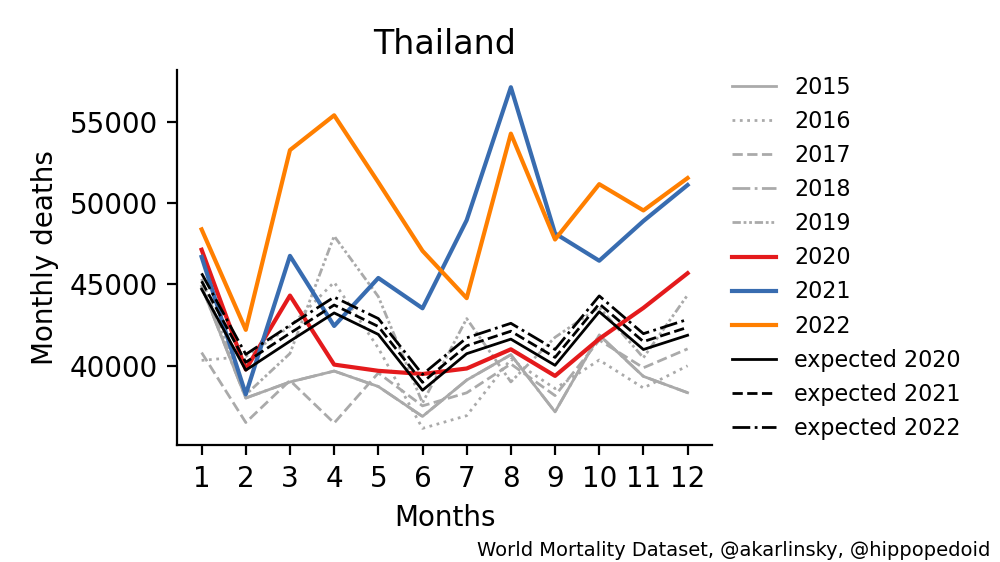 Thailand
Monthly deaths
55000
50000
45000
40000
1 2 3 4 5 6 7 8 9 10 11 12
Months
2015
2016
2017
2018
2019
2020
2021
2022
expected 2020
expected 2021
expected 2022
World Mortality Dataset, @akarlinsky, @hippopedoid